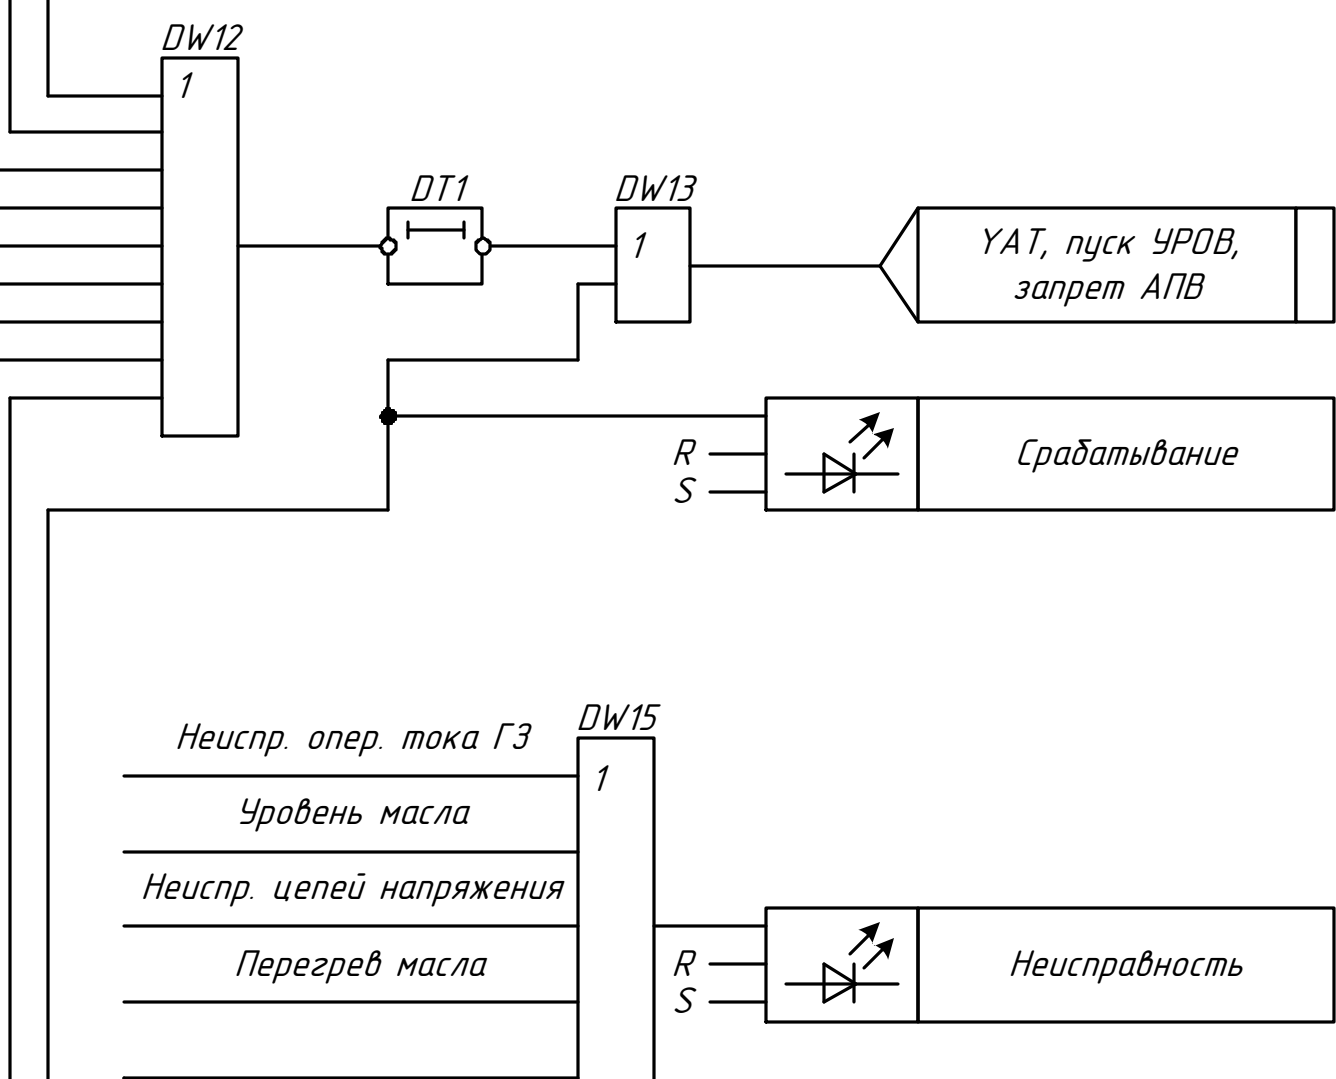 DW12
1
DT1
DW13
1
YAT, пуск УРОВ,
запрет АПВ
R
S
Срабатывание
DW15
Неиспр. опер. тока ГЗ
1
Уровень масла
Неиспр. цепей напряжения
Перегрев масла
R
S
Неисправность